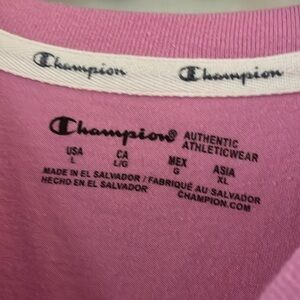 Champion Champion
Champion® AUTHENTIC ATHLETICWEAR
USA CA MEX ASIA
L L/G G XL
MADE IN EL SALVADOR / FABRIQUÉ AU SALVADOR
HECHO EN EL SALVADOR CHAMPION.COM